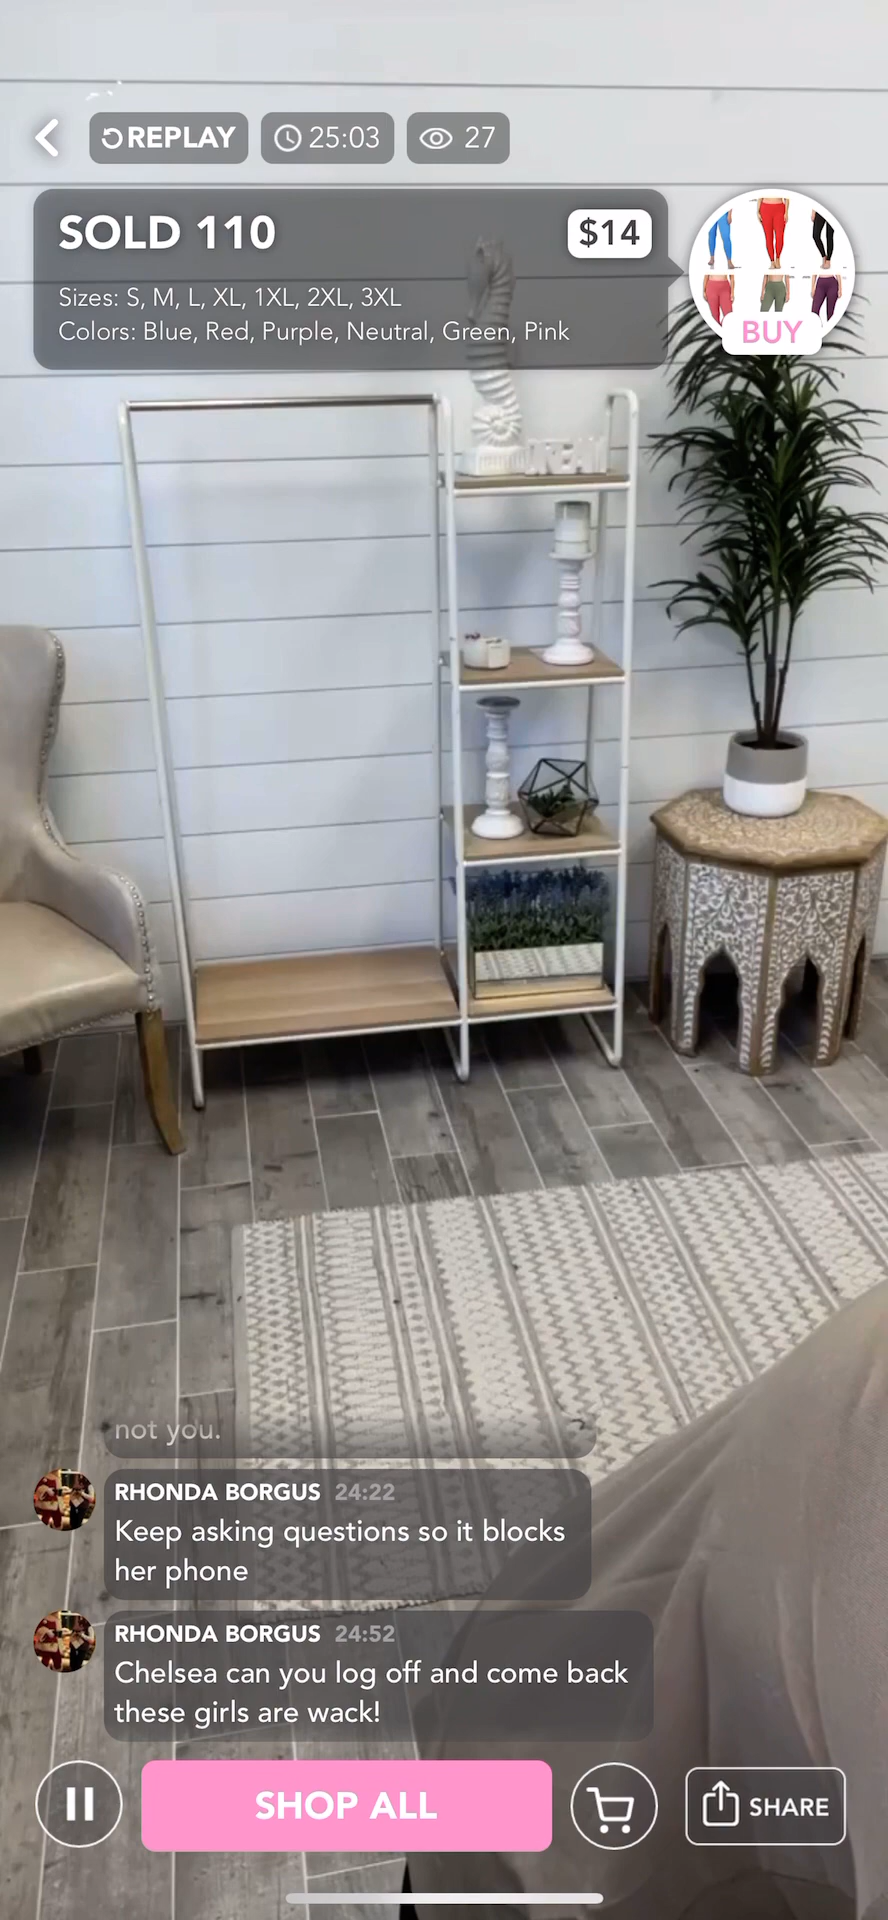 REPLAY 25:03 27
SOLD 110 $14
Sizes: S, M, L, XL, 1XL, 2XL, 3XL
Colors: Blue, Red, Purple, Neutral, Green, Pink
BUY
not you.
RHONDA BORGUS 24:22
Keep asking questions so it blocks
her phone
RHONDA BORGUS 24:52
Chelsea can you log off and come back
these girls are wack!
SHOP ALL SHARE